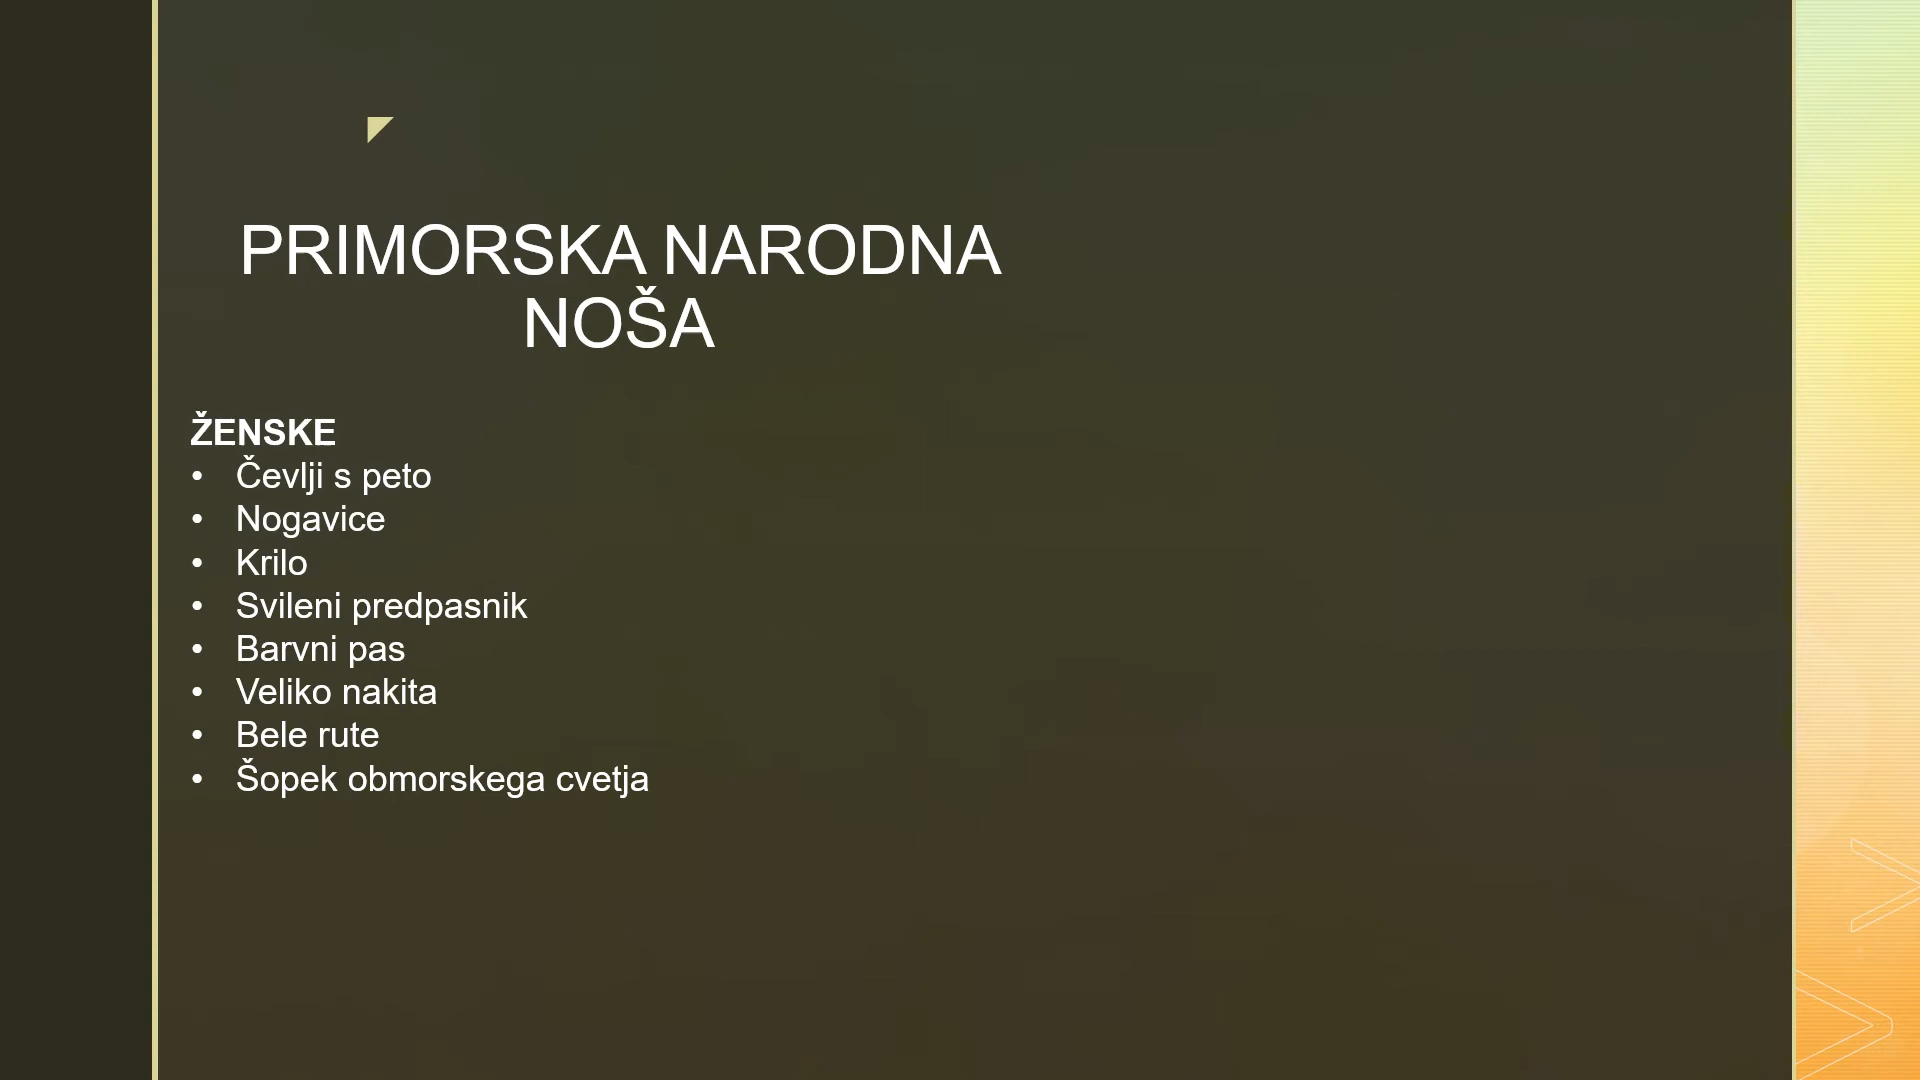 PRIMORSKA NARODNA
NOŠA
ŽENSKE
• Čevlji s peto
• Nogavice
• Krilo
• Svileni predpasnik
• Barvni pas
• Veliko nakita
• Bele rute
• Šopek obmorskega cvetja